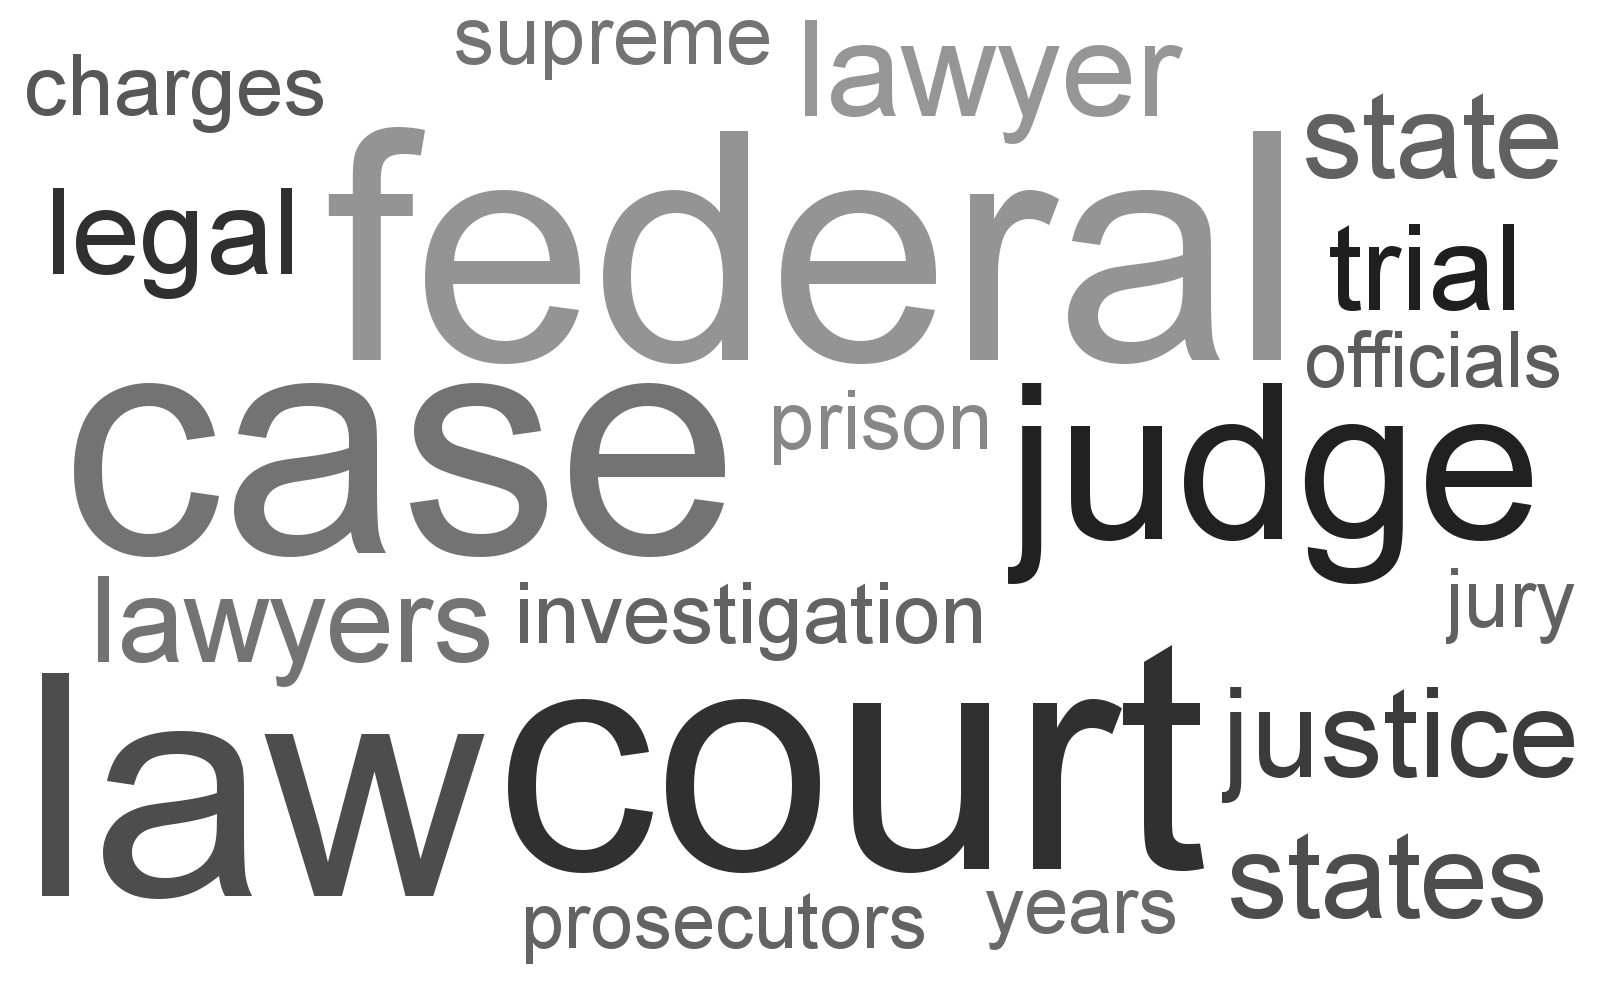 supreme lawyer
charges state
legal federal trial
officials
case prison judge
lawyers investigation jury
law court justice
states
prosecutors years